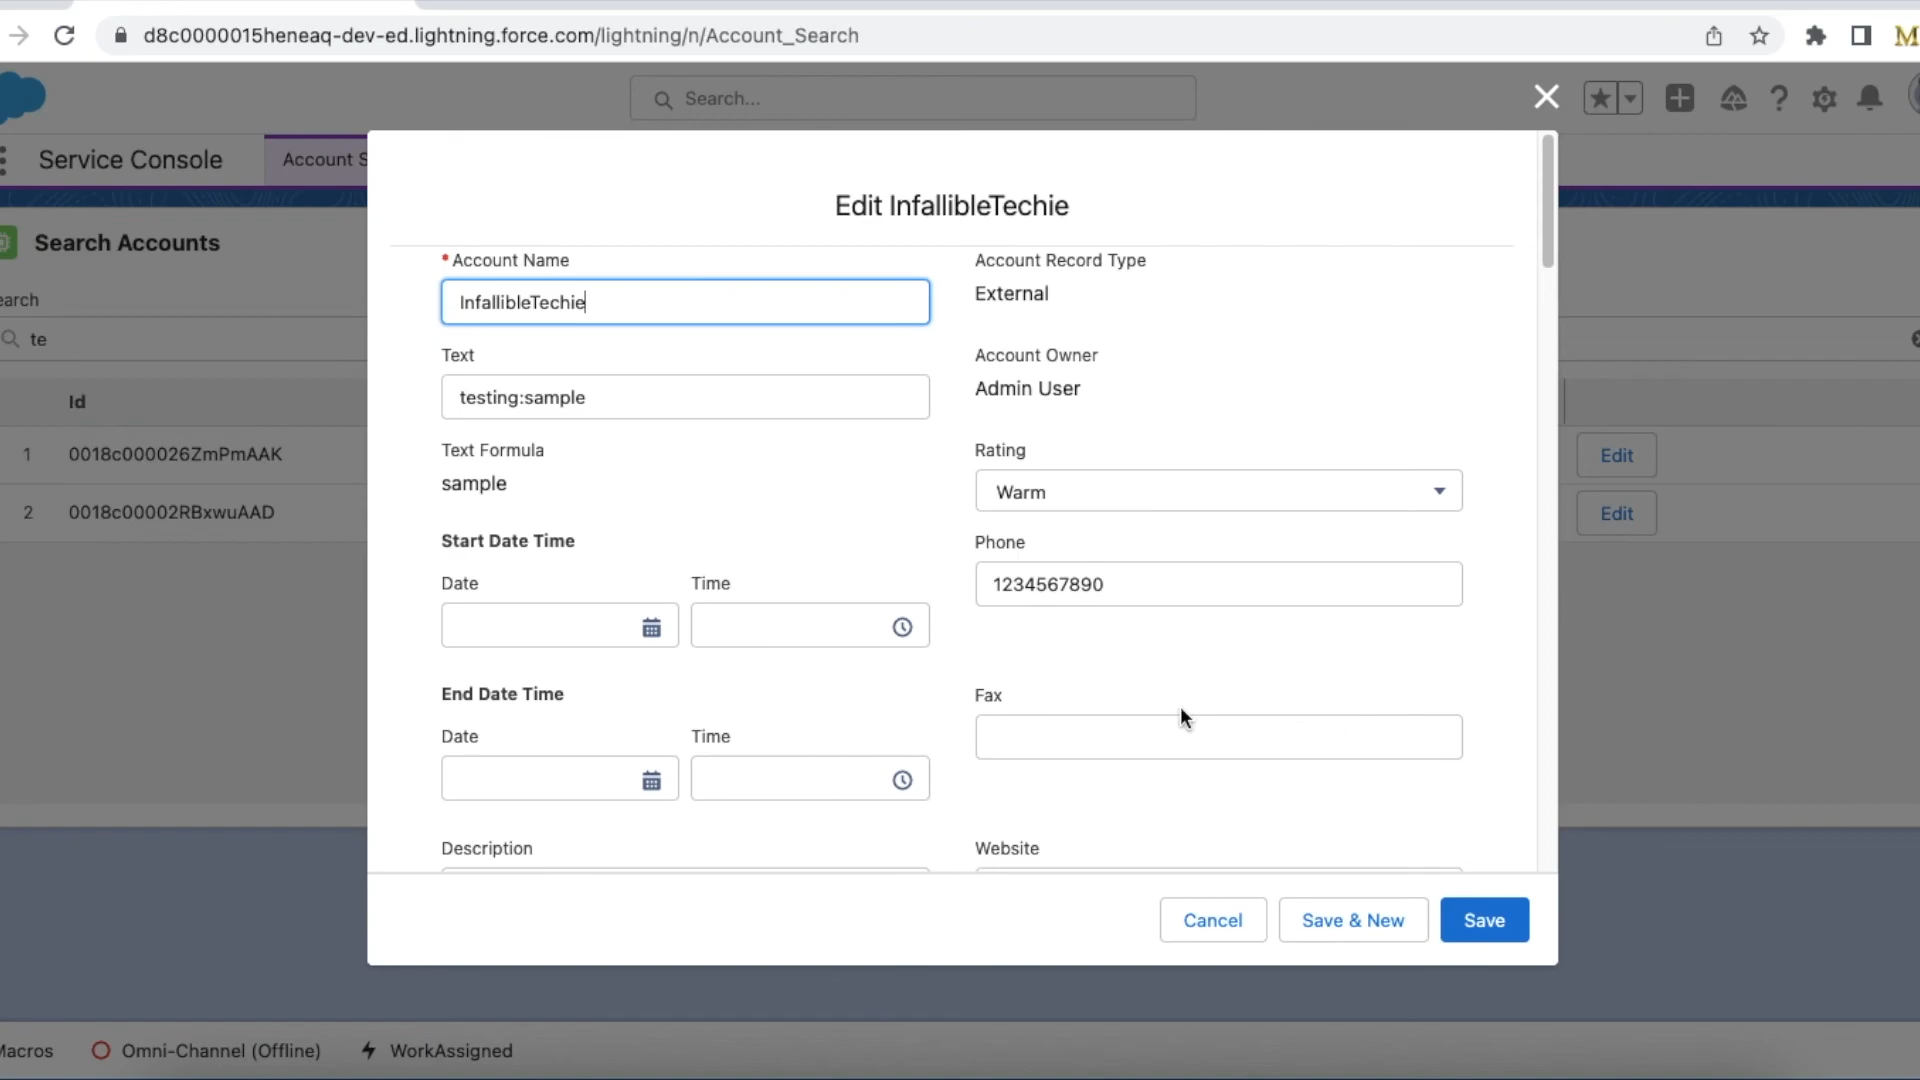 d8c0000015heneaq-dev-ed.lightning.force.com/lightning/n/Account_Search
M
Search...
Service Console
Account S
Edit InfallibleTechie
Search Accounts
earch
te
Id
1 0018c000026ZmPmAAK Edit
2 0018c00002RBxwuAAD Edit
* Account Name
InfallibleTechie
Account Record Type
External
Text
testing:sample
Account Owner
Admin User
Text Formula
sample
Rating
Warm
Start Date Time
Date Time
Phone
1234567890
End Date Time
Date Time
Fax
Description
Website
Cancel Save & New Save
Macros Omni-Channel (Offline) WorkAssigned